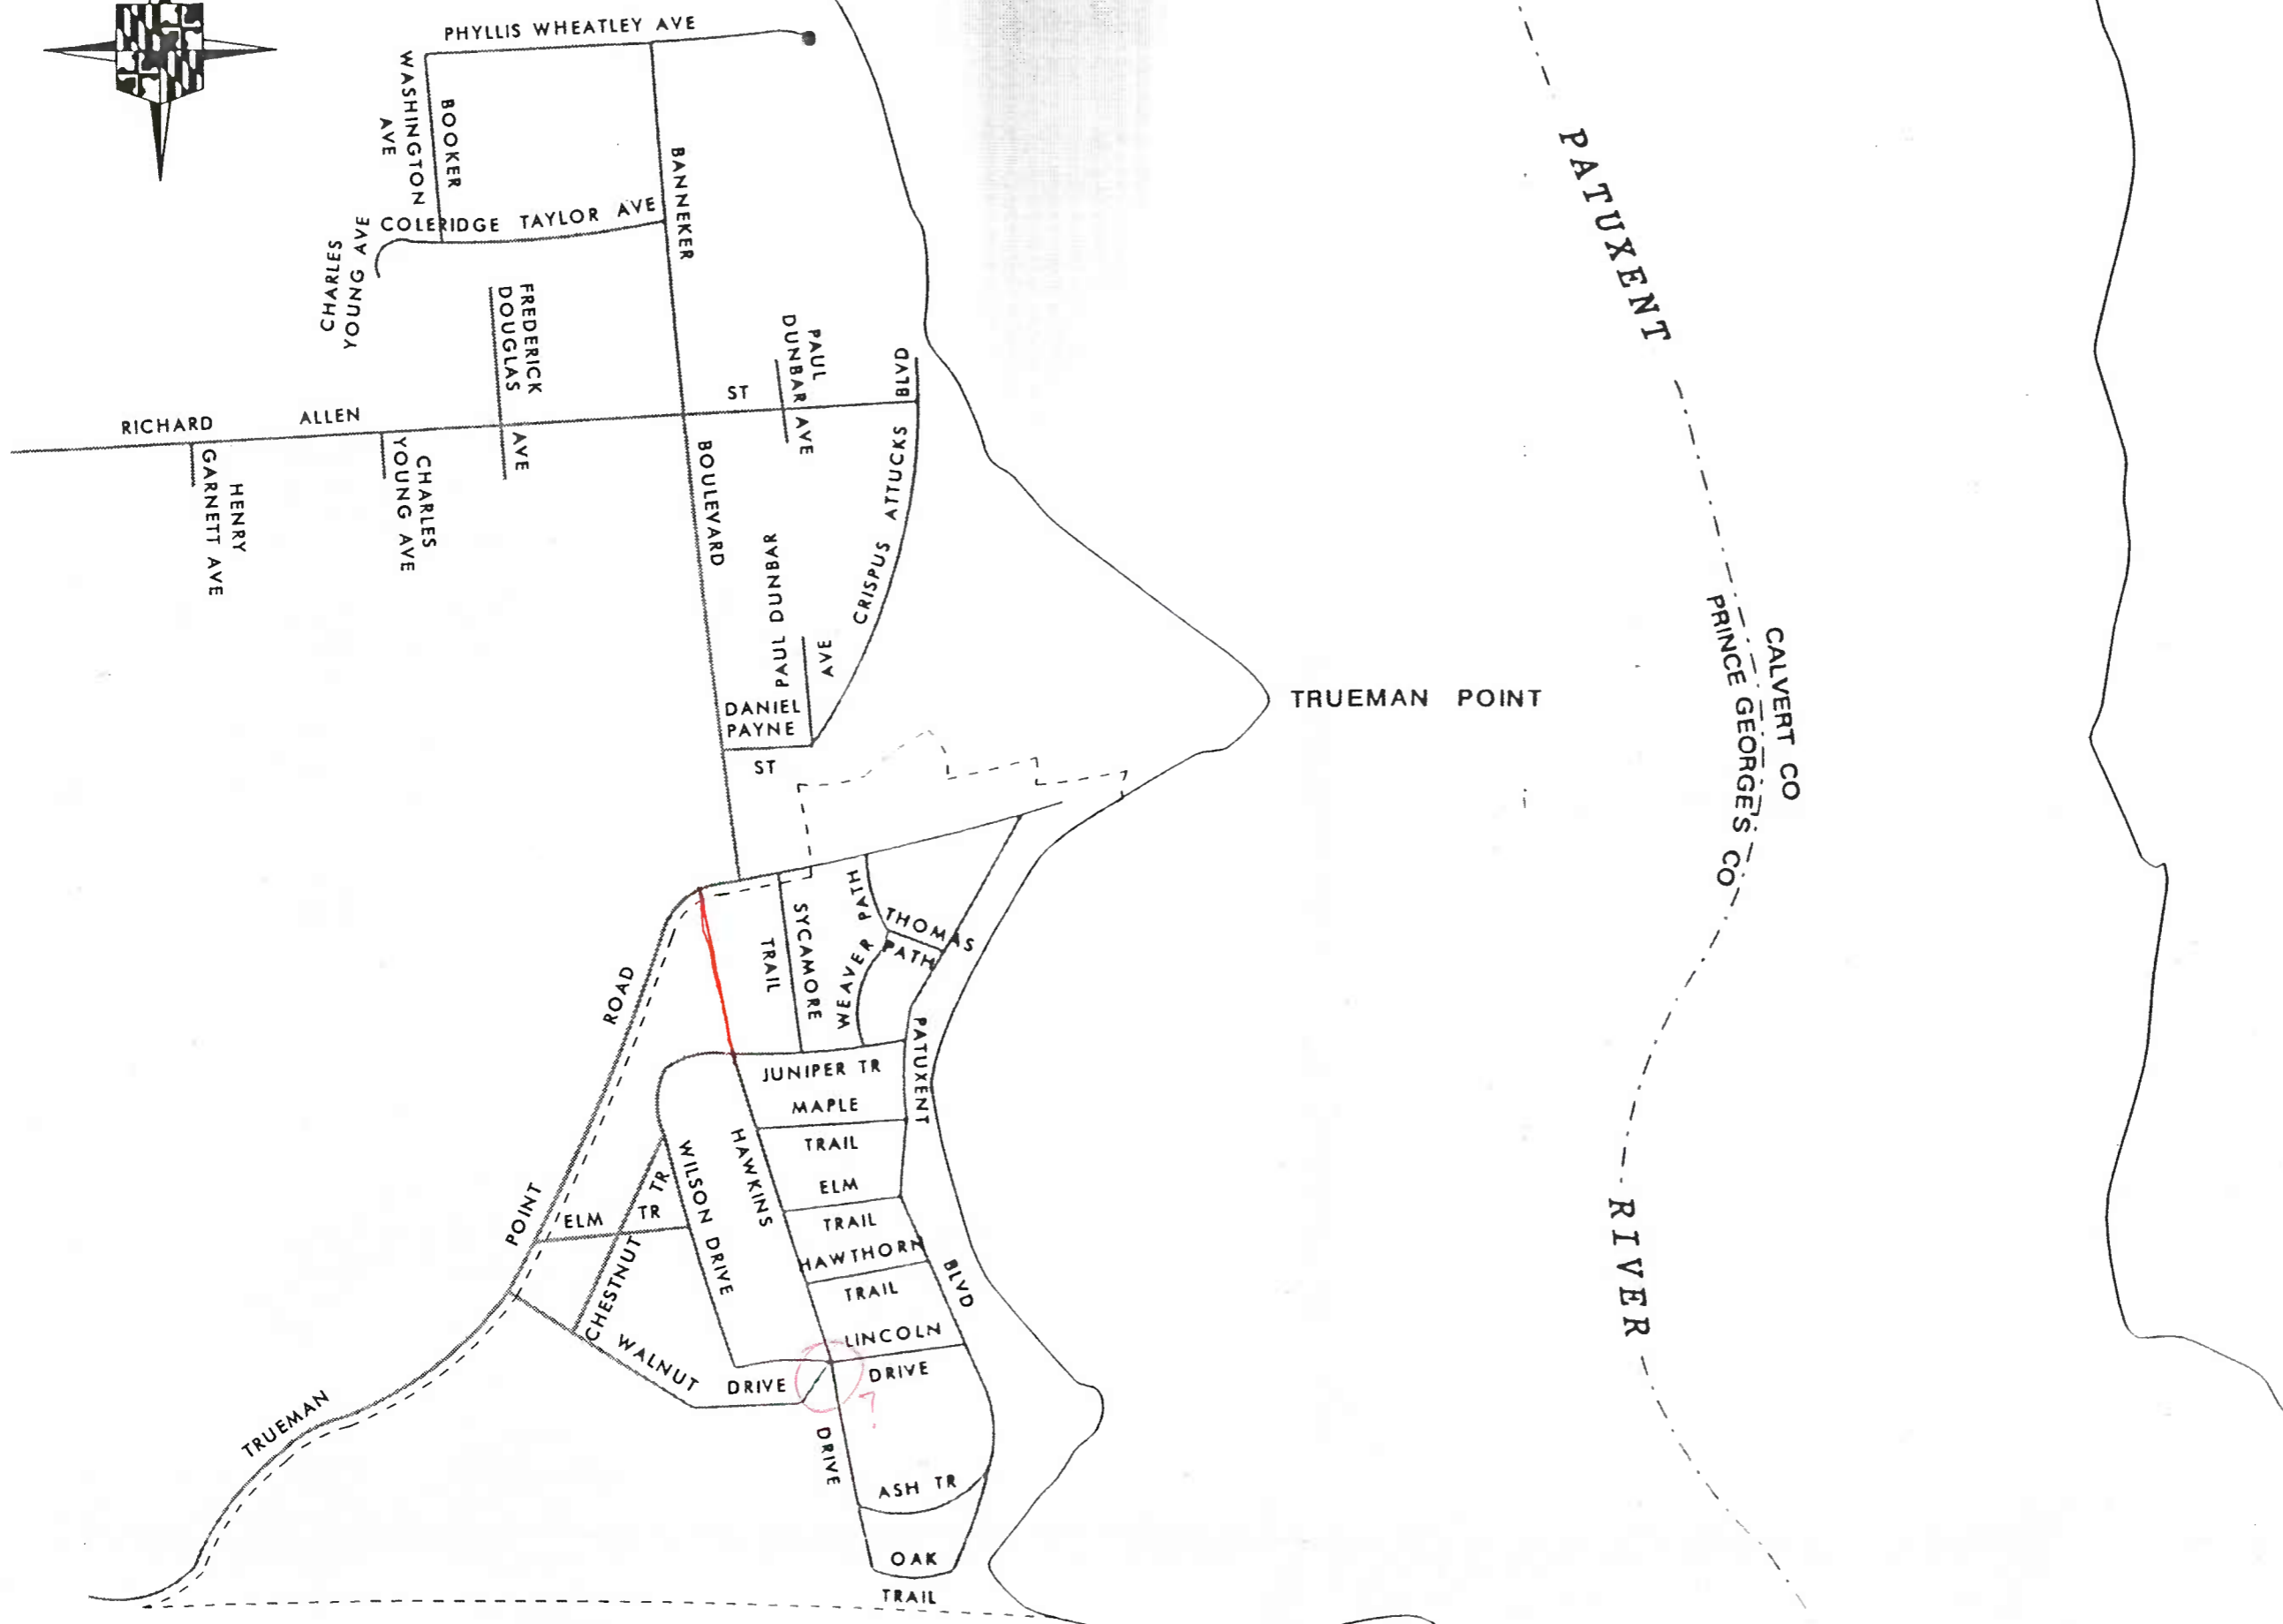 PHYLLIS WHEATLEY AVE
WASHINGTON
AVE
BOOKER
BANNEKER
COLERIDGE TAYLOR AVE
CHARLES
YOUNG AVE
FREDERICK
DOUGLAS
AVE
PAUL
DUNBAR AVE
BLVD
ST
RICHARD ALLEN
HENRY
GARNETT AVE
CHARLES
YOUNG AVE
BOULEVARD
CRISPUS ATTUCKS
PAUL DUNBAR
AVE
DANIEL
PAYNE
ST
PATUXENT
CALVERT CO
PRINCE GEORGE'S CO
TRUEMAN POINT
SYCAMORE
TRAIL
WEAVER PATH
THOMAS
PATH
ROAD
JUNIPER TR
PATUXENT
MAPLE
TRAIL
ELM
TRAIL
HAWTHORN
TRAIL
BLVD
LINCOLN
DRIVE
HAWKINS
WILSON DRIVE
TR
ELM TR
CHESTNUT
POINT
WALNUT
DRIVE
?
DRIVE
RIVER
TRUEMAN
ASH TR
OAK
TRAIL